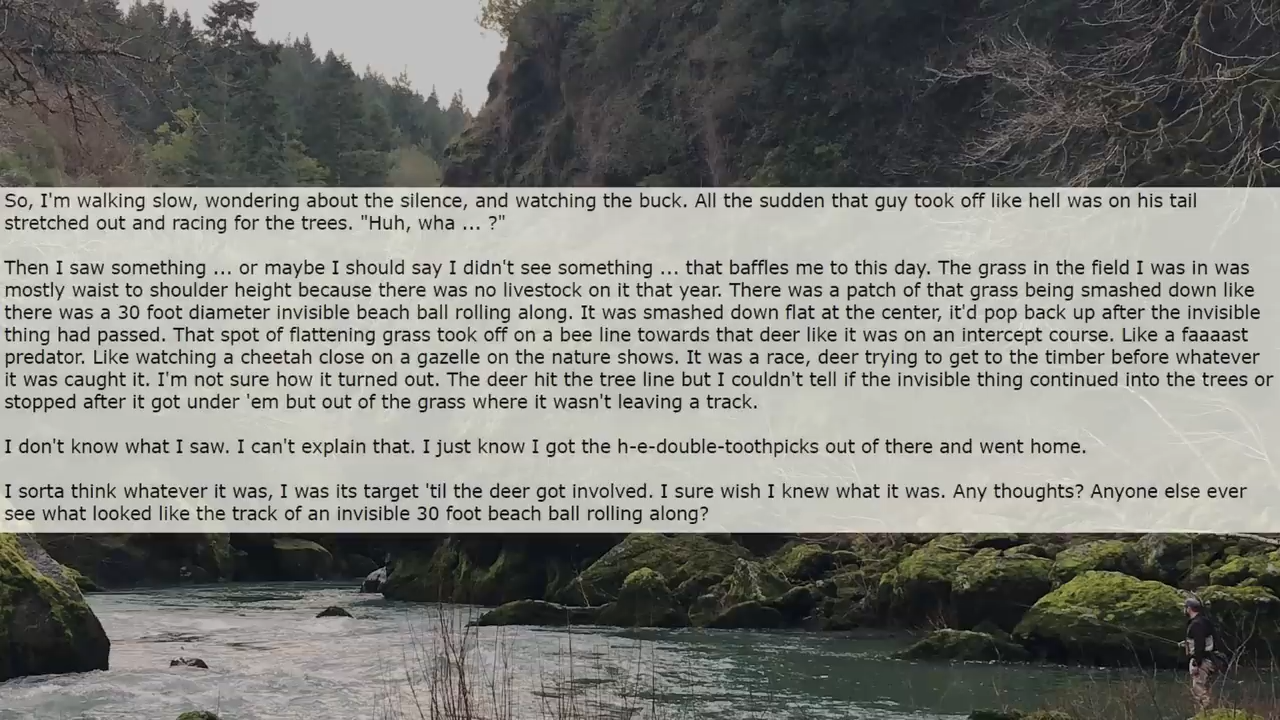 So, I'm walking slow, wondering about the silence, and watching the buck. All the sudden that guy took off like hell was on his tail
stretched out and racing for the trees. "Huh, wha ... ?"
Then I saw something ... or maybe I should say I didn't see something ... that baffles me to this day. The grass in the field I was in was
mostly waist to shoulder height because there was no livestock on it that year. There was a patch of that grass being smashed down like
there was a 30 foot diameter invisible beach ball rolling along. It was smashed down flat at the center, it'd pop back up after the invisible
thing had passed. That spot of flattening grass took off on a bee line towards that deer like it was on an intercept course. Like a faaaast
predator. Like watching a cheetah close on a gazelle on the nature shows. It was a race, deer trying to get to the timber before whatever
it was caught it. I'm not sure how it turned out. The deer hit the tree line but I couldn't tell if the invisible thing continued into the trees or
stopped after it got under 'em but out of the grass where it wasn't leaving a track.
I don't know what I saw. I can't explain that. I just know I got the h-e-double-toothpicks out of there and went home.
I sorta think whatever it was, I was its target 'til the deer got involved. I sure wish I knew what it was. Any thoughts? Anyone else ever
see what looked like the track of an invisible 30 foot beach ball rolling along?